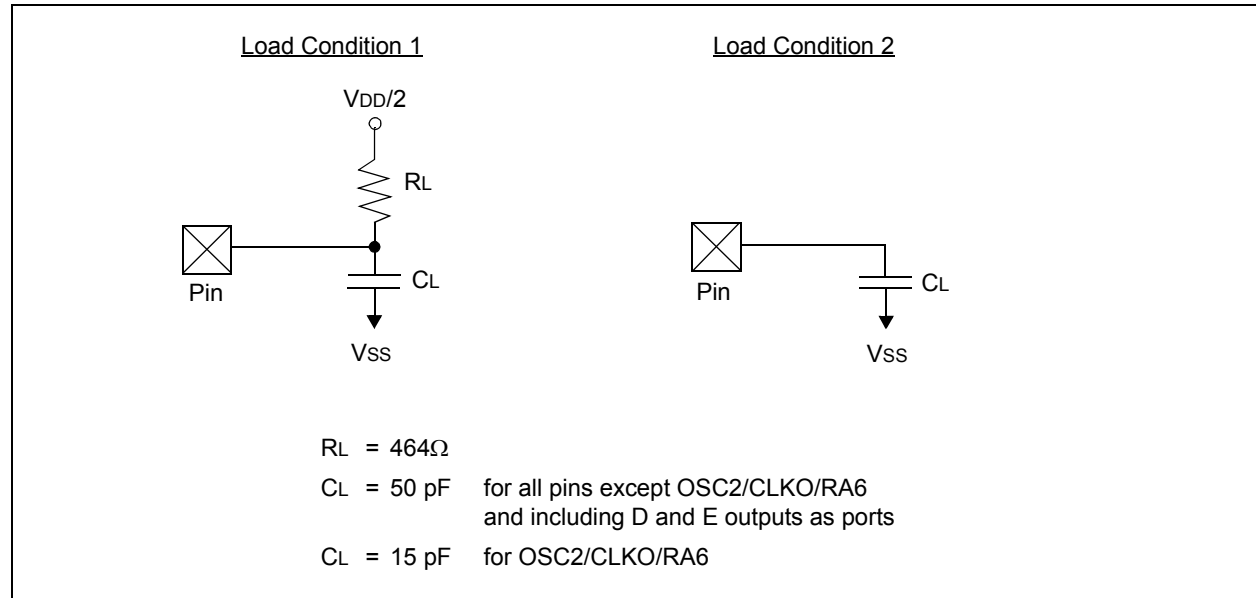 Load Condition 1
Load Condition 2
VDD/2
RL
Pin
CL
VSS
Pin
CL
VSS
RL = 464Ω
CL = 50 pF for all pins except OSC2/CLKO/RA6
and including D and E outputs as ports
CL = 15 pF for OSC2/CLKO/RA6